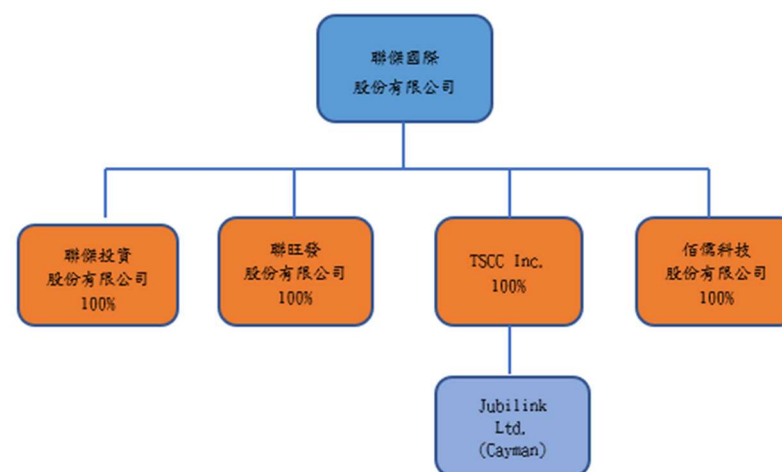 聯傑國際
股份有限公司
聯傑投資
股份有限公司
100%
聯旺發
股份有限公司
100%
TSCC Inc.
100%
佰儒科技
股份有限公司
100%
Jubilink
Ltd.
(Cayman)